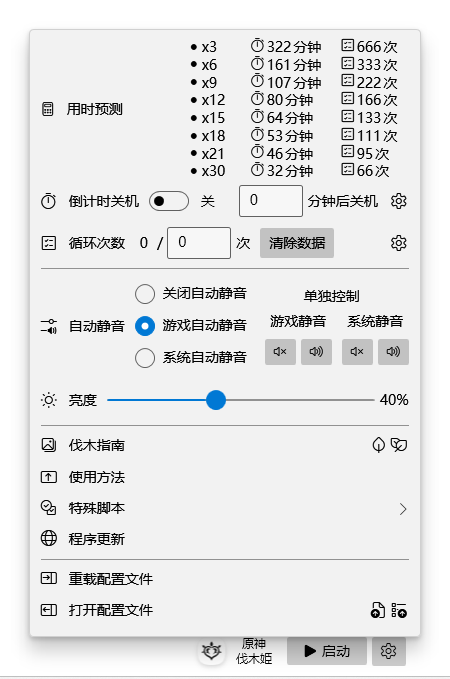 用时预测
x3 322分钟 666次
x6 161分钟 333次
x9 107分钟 222次
x12 80分钟 166次
x15 64分钟 133次
x18 53分钟 111次
x21 46分钟 95次
x30 32分钟 66次
倒计时关机 关 0 分钟后关机
循环次数 0 / 0 次 清除数据
自动静音
关闭自动静音
游戏自动静音
系统自动静音
单独控制
游戏静音 系统静音
亮度 40%
伐木指南
使用方法
特殊脚本
程序更新
重载配置文件
打开配置文件
原神
伐木姬
启动